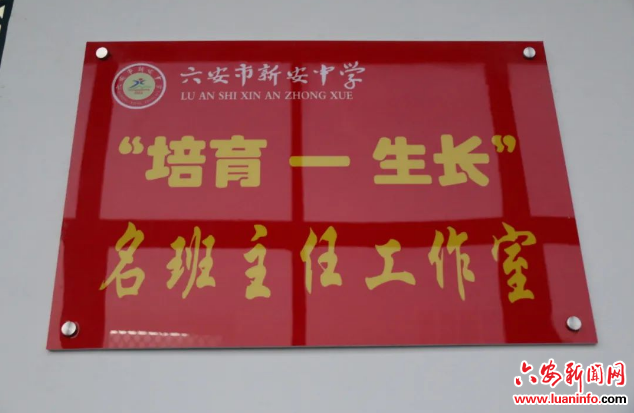 六安市新安中学
LU AN SHI XIN AN ZHONG XUE
“培育 — 生长”
名班主任工作室
六安新闻网
www.luaninfo.com